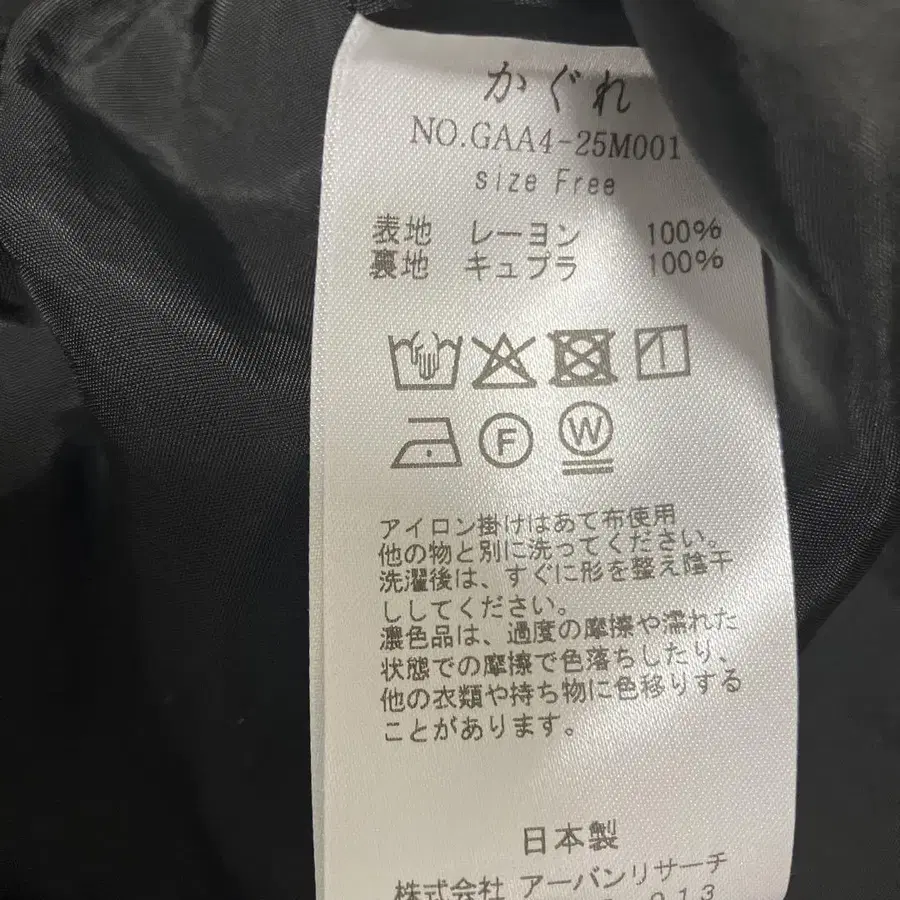 かぐれ
NO.GAA4-25M001
size Free
表地 レーヨン 100%
裏地 キュプラ 100%
F W
アイロン掛けはあて布使用
他の物と別に洗ってください。
洗濯後は、すぐに形を整え陰干
ししてください。
濃色品は、過度の摩擦や濡れた
状態での摩擦で色落ちしたり、
他の衣類や持ち物に色移りする
ことがあります。
日本製
株式会社 アーバンリサーチ